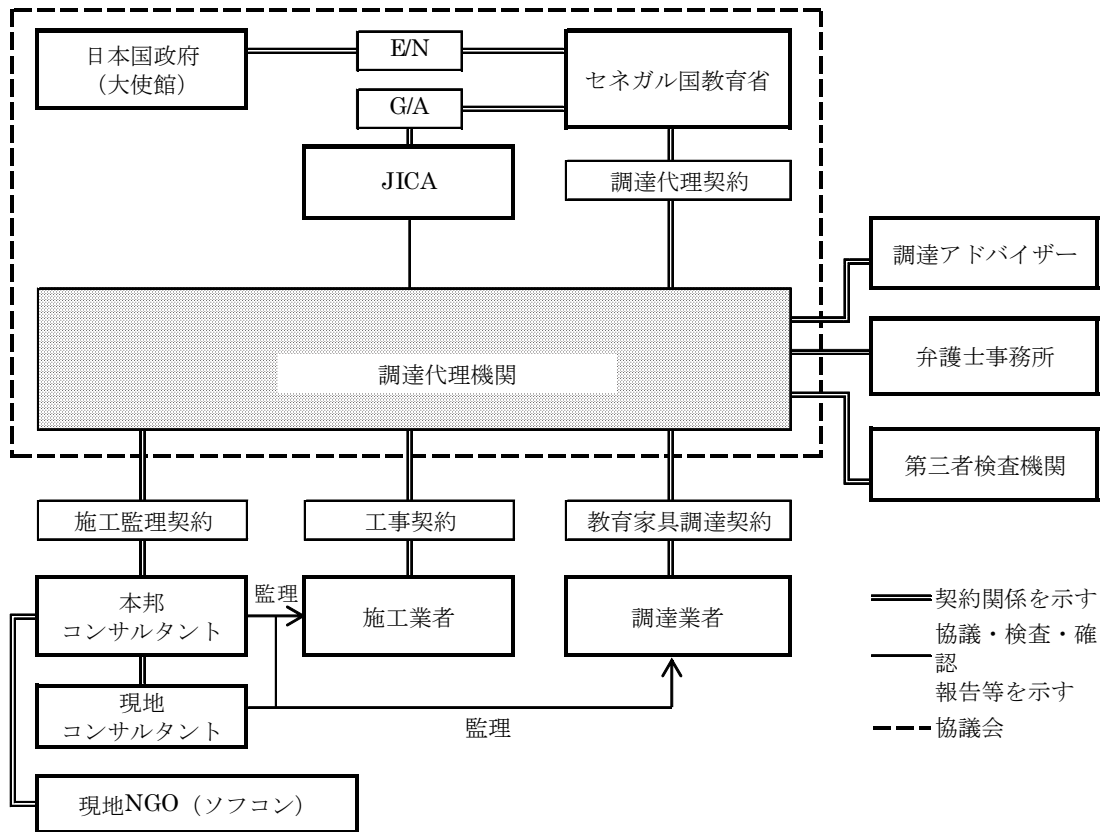 日本国政府
（大使館）
E/N
セネガル国教育省
G/A
JICA
調達代理契約
調達アドバイザー
調達代理機関
弁護士事務所
第三者検査機関
施工監理契約
工事契約
教育家具調達契約
本邦
コンサルタント
監理
施工業者
調達業者
現地
コンサルタント
監理
現地NGO（ソフコン）
契約関係を示す
協議・検査・確
認
報告等を示す
協議会